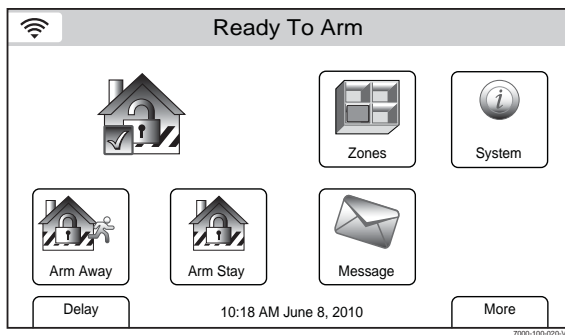 Ready To Arm
Zones
System
Arm Away
Arm Stay
Message
Delay
10:18 AM June 8, 2010
More